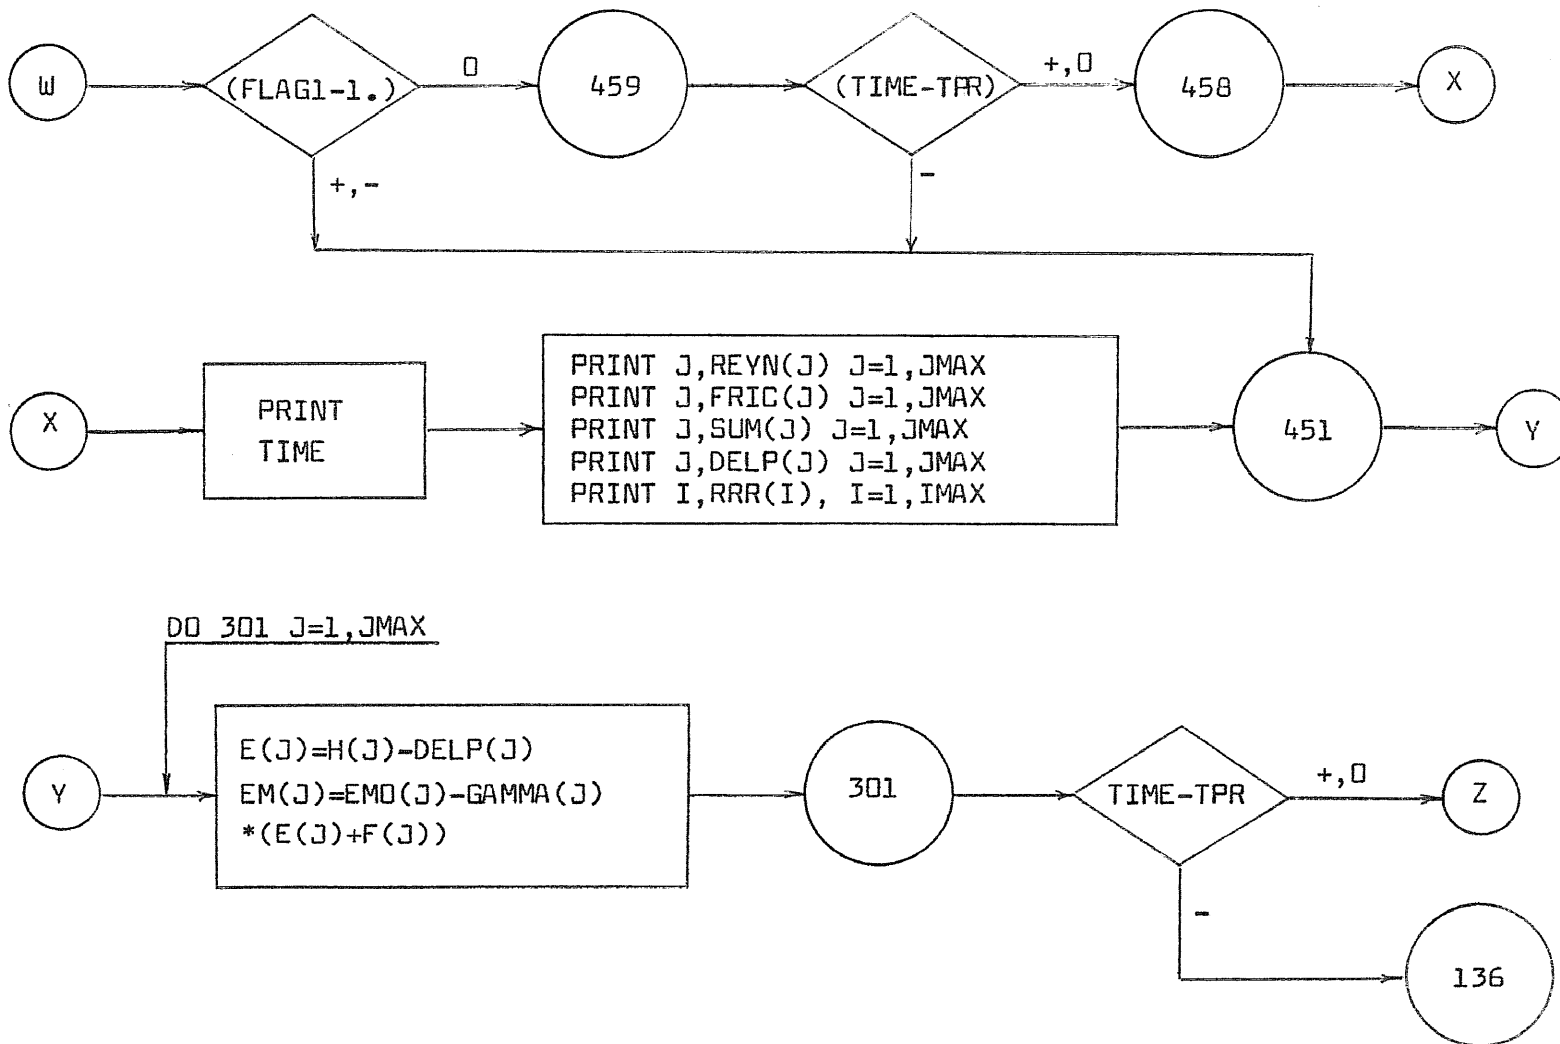 W
(FLAG1-1.)
0
459
(TIME-TPR)
+,0
458
X
+,-
-
X
PRINT
TIME
PRINT J,REYN(J) J=1,JMAX
PRINT J,FRIC(J) J=1,JMAX
PRINT J,SUM(J) J=1,JMAX
PRINT J,DELP(J) J=1,JMAX
PRINT I,RRR(I), I=1,IMAX
451
Y
DO 301 J=1,JMAX
Y
E(J)=H(J)-DELP(J)
EM(J)=EMO(J)-GAMMA(J)
*(E(J)+F(J))
301
TIME-TPR
+,0
Z
-
136